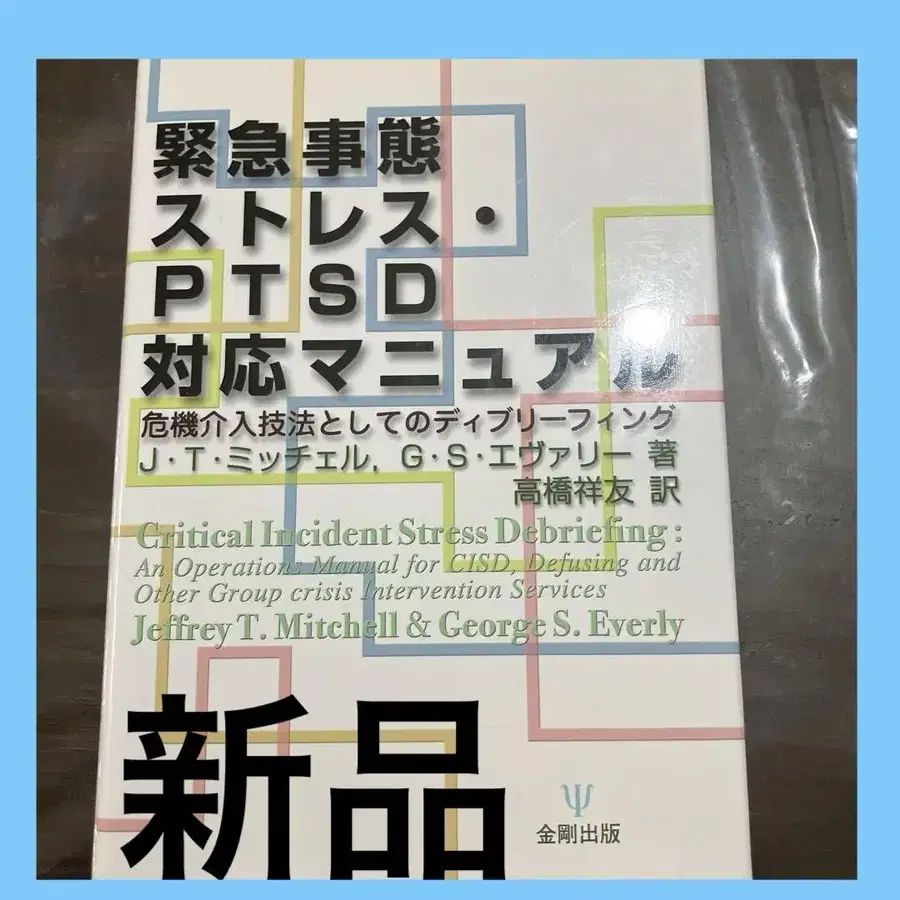 緊急事態
ストレス・
PTSD
対応マニュアル
危機介入技法としてのディブリーフィング
J・T・ミッチェル，G・S・エヴァリー 著
高橋祥友 訳
Critical Incident Stress Debriefing :
An Operations Manual for CISD, Defusing and
Other Group crisis Intervention Services
Jeffrey T. Mitchell & George S. Everly
新品
金剛出版